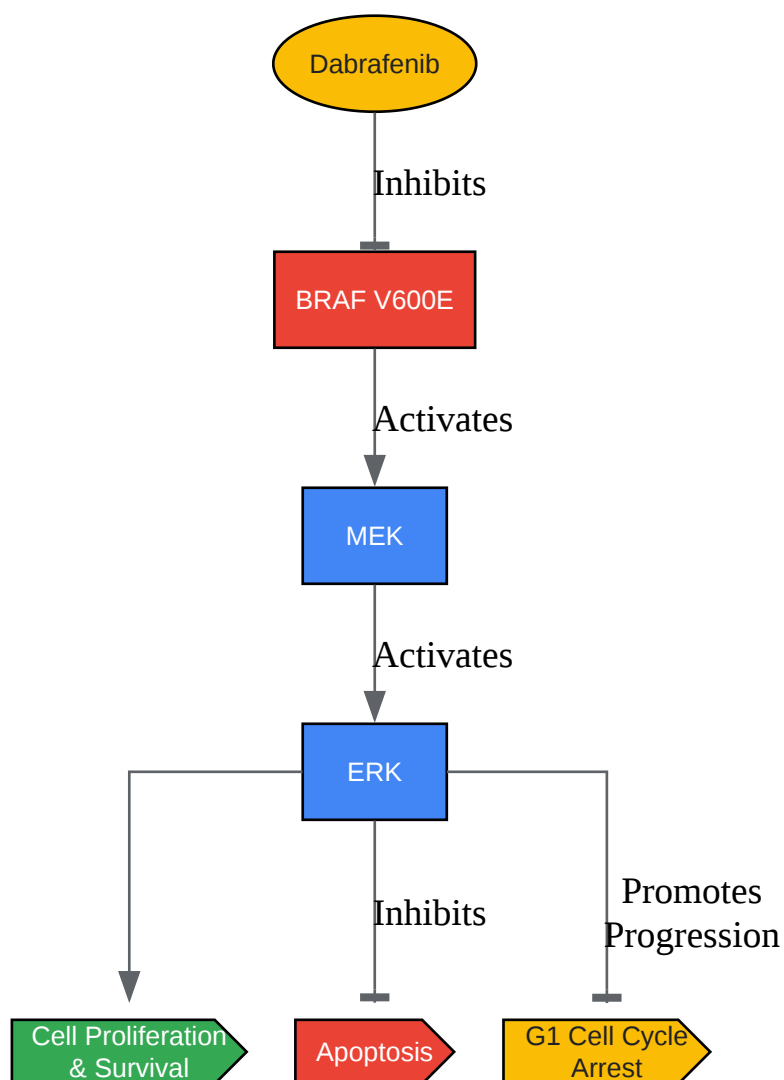 Dabrafenib
Inhibits
BRAF V600E
Activates
MEK
Activates
ERK
Inhibits
Promotes
Progression
Cell Proliferation
& Survival
Apoptosis
G1 Cell Cycle
Arrest